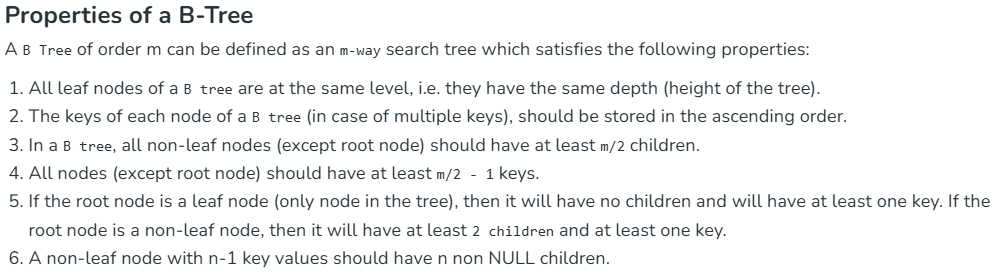 Properties of a B-Tree
A B Tree of order m can be defined as an m-way search tree which satisfies the following properties:
1. All leaf nodes of a B tree are at the same level, i.e. they have the same depth (height of the tree).
2. The keys of each node of a B tree (in case of multiple keys), should be stored in the ascending order.
3. In a B tree, all non-leaf nodes (except root node) should have at least m/2 children.
4. All nodes (except root node) should have at least m/2 - 1 keys.
5. If the root node is a leaf node (only node in the tree), then it will have no children and will have at least one key. If the
root node is a non-leaf node, then it will have at least 2 children and at least one key.
6. A non-leaf node with n-1 key values should have n non NULL children.